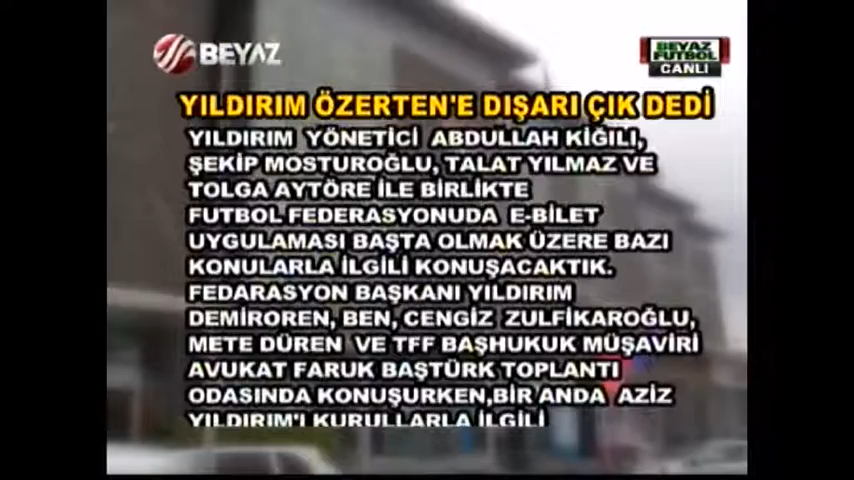 BEYAZ
BEYAZ
FUTBOL
CANLI
YILDIRIM ÖZERTEN'E DIŞARI ÇIK DEDİ
YILDIRIM YÖNETİCİ ABDULLAH KİĞILI,
ŞEKİP MOSTUROĞLU, TALAT YILMAZ VE
TOLGA AYTÖRE İLE BİRLİKTE
FUTBOL FEDERASYONUDA E-BİLET
UYGULAMASI BAŞTA OLMAK ÜZERE BAZI
KONULARLA İLGİLİ KONUŞACAKTIK.
FEDARASYON BAŞKANI YILDIRIM
DEMİROREN, BEN, CENGİZ ZULFİKAROĞLU,
METE DÜREN VE TFF BAŞHUKUK MÜŞAVİRİ
AVUKAT FARUK BAŞTÜRK TOPLANTI
ODASINDA KONUŞURKEN,BİR ANDA AZİZ
YILDIRIM'I KURULLARLA İLGİLİ